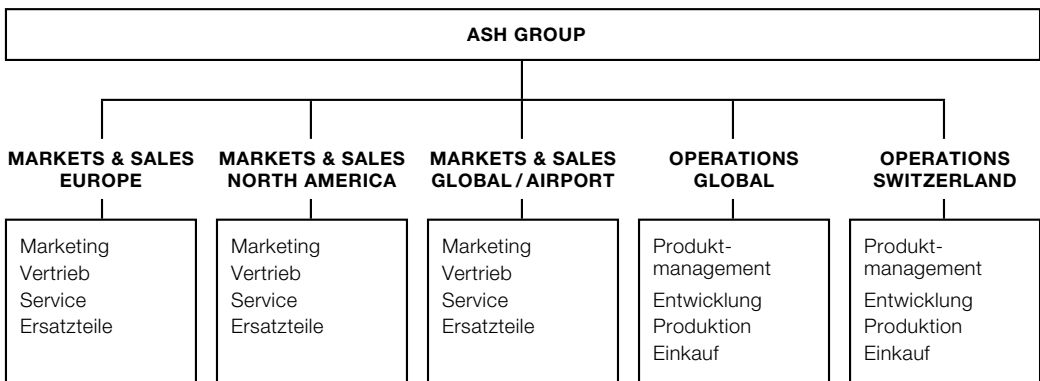 ASH GROUP
MARKETS & SALES
EUROPE
Marketing
Vertrieb
Service
Ersatzteile
MARKETS & SALES
NORTH AMERICA
Marketing
Vertrieb
Service
Ersatzteile
MARKETS & SALES
GLOBAL / AIRPORT
Marketing
Vertrieb
Service
Ersatzteile
OPERATIONS
GLOBAL
Produkt-
management
Entwicklung
Produktion
Einkauf
OPERATIONS
SWITZERLAND
Produkt-
management
Entwicklung
Produktion
Einkauf